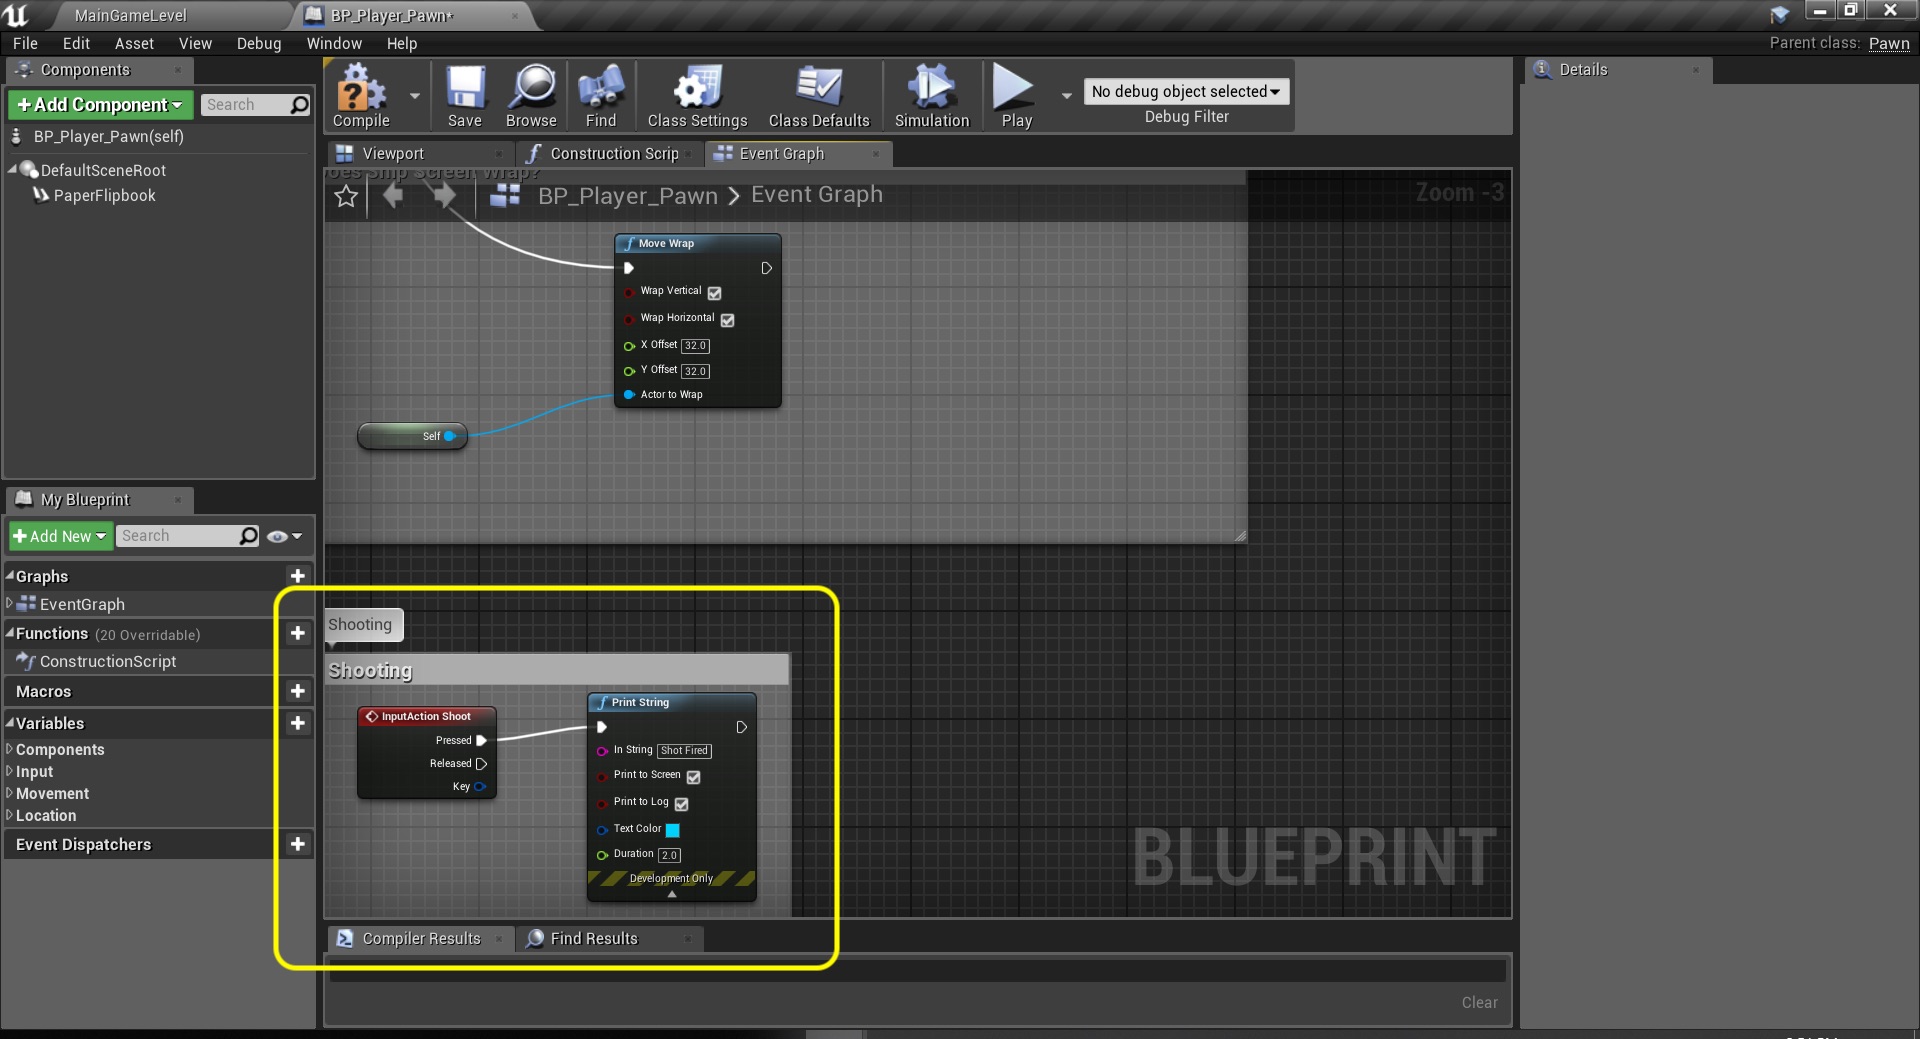 MainGameLevel
BP_Player_Pawn*
File Edit Asset View Debug Window Help
Parent class: Pawn
Components
Add Component
Search
BP_Player_Pawn(self)
DefaultSceneRoot
PaperFlipbook
Compile
Save
Browse
Find
Class Settings
Class Defaults
Simulation
Play
No debug object selected
Debug Filter
Details
Viewport
Construction Scrip
Event Graph
Does Ship Screen Wrap?
BP_Player_Pawn > Event Graph
Zoom -3
Move Wrap
Wrap Vertical
Wrap Horizontal
X Offset 32.0
Y Offset 32.0
Actor to Wrap
Self
My Blueprint
Add New
Search
Graphs
EventGraph
Functions (20 Overridable)
ConstructionScript
Macros
Variables
Components
Input
Movement
Location
Event Dispatchers
Shooting
Shooting
InputAction Shoot
Pressed
Released
Key
Print String
In String Shot Fired
Print to Screen
Print to Log
Text Color
Duration 2.0
Development Only
BLUEPRINT
Compiler Results
Find Results
Clear